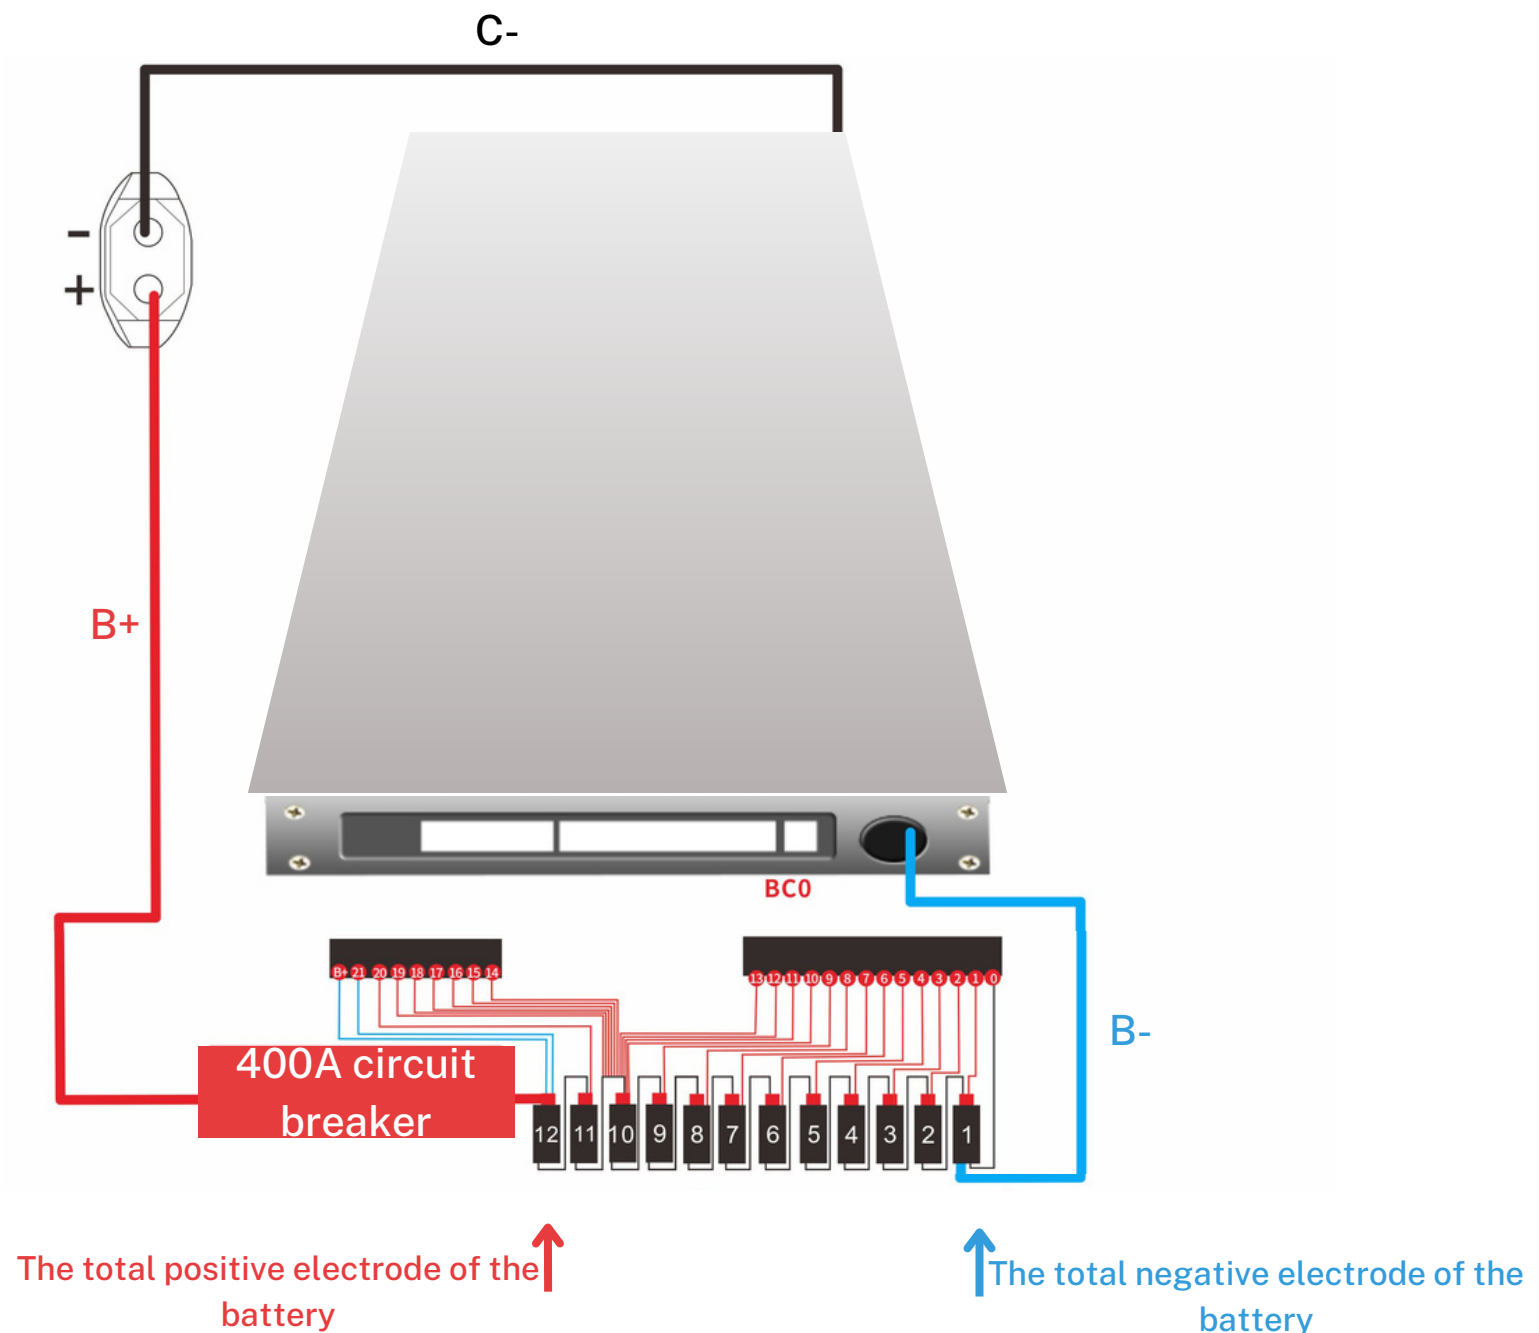 C-
-
+
B+
BC0
B+ 21 20 19 18 17 16 15 14
13 12 11 10 9 8 7 6 5 4 3 2 1 0
B-
400A circuit
breaker
12 11 10 9 8 7 6 5 4 3 2 1
The total positive electrode of the
battery
The total negative electrode of the
battery